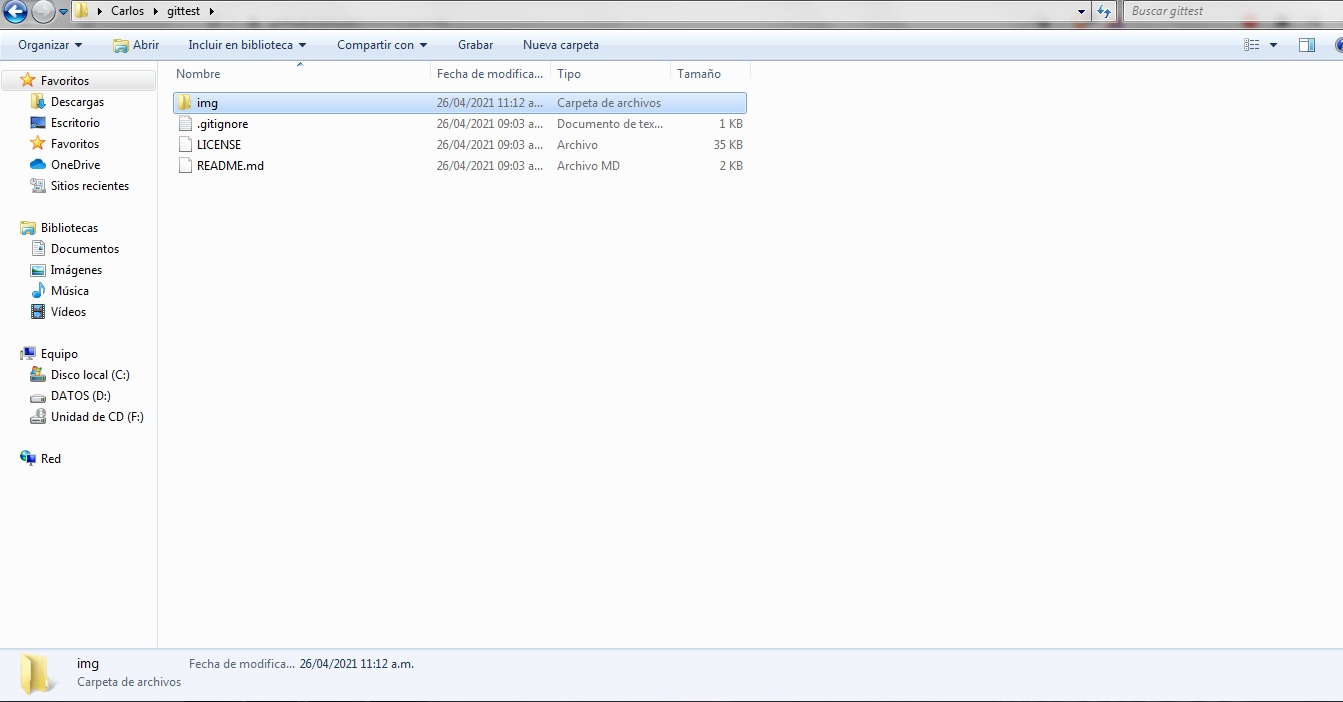 Carlos gittest Buscar gittest
Organizar Abrir Incluir en biblioteca Compartir con Grabar Nueva carpeta
Nombre Fecha de modifica... Tipo Tamaño
Favoritos
Descargas
Escritorio
Favoritos
OneDrive
Sitios recientes
Bibliotecas
Documentos
Imágenes
Música
Vídeos
Equipo
Disco local (C:)
DATOS (D:)
Unidad de CD (F:)
Red
img 26/04/2021 11:12 a... Carpeta de archivos
.gitignore 26/04/2021 09:03 a... Documento de tex... 1 KB
LICENSE 26/04/2021 09:03 a... Archivo 35 KB
README.md 26/04/2021 09:03 a... Archivo MD 2 KB
img Fecha de modifica... 26/04/2021 11:12 a.m.
Carpeta de archivos